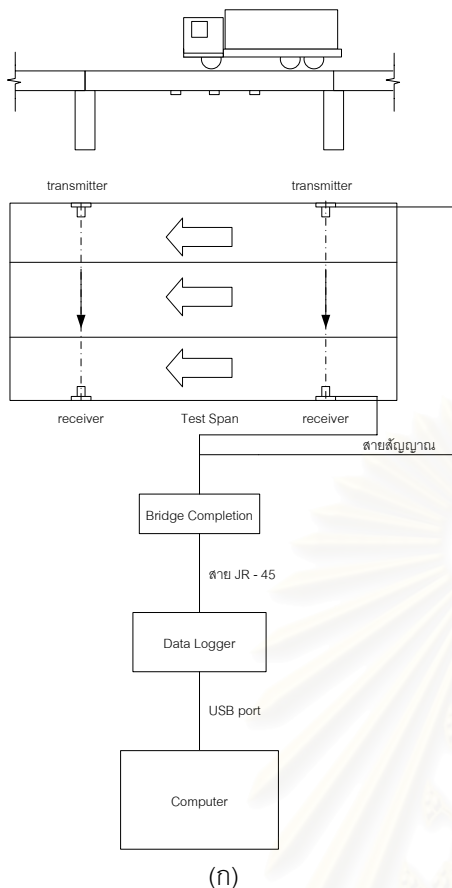 transmitter transmitter
receiver Test Span receiver
สายสัญญาณ
Bridge Completion
สาย JR - 45
Data Logger
USB port
Computer
(ก)